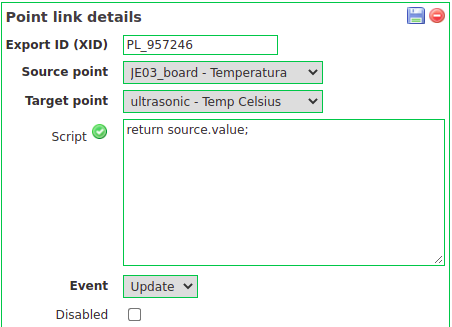 Point link details
Export ID (XID) PL_957246
Source point JE03_board - Temperatura
Target point ultrasonic - Temp Celsius
Script return source.value;
Event Update
Disabled